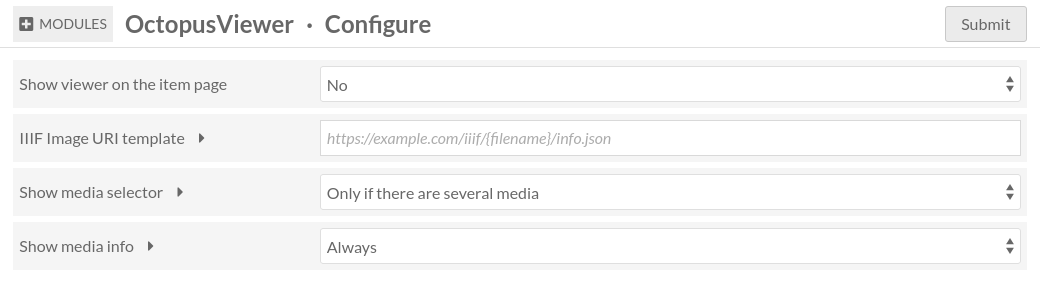 MODULES OctopusViewer · Configure Submit
Show viewer on the item page No
IIIF Image URI template https://example.com/iiif/{filename}/info.json
Show media selector Only if there are several media
Show media info Always